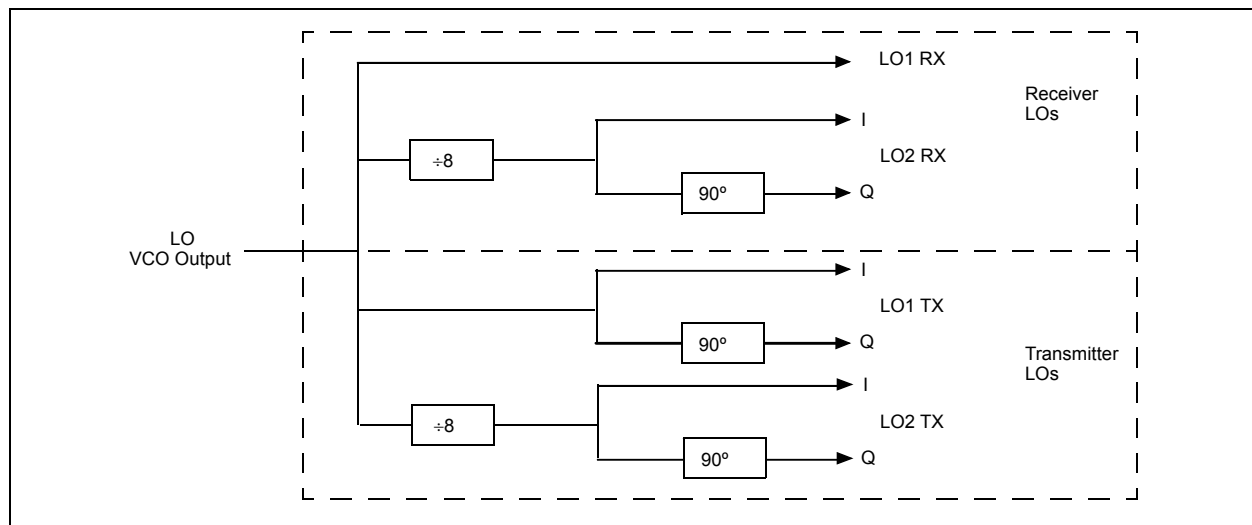 LO1 RX
Receiver
LOs
I
÷8
LO2 RX
90º
Q
LO
VCO Output
I
LO1 TX
90º
Q
Transmitter
LOs
I
÷8
LO2 TX
90º
Q